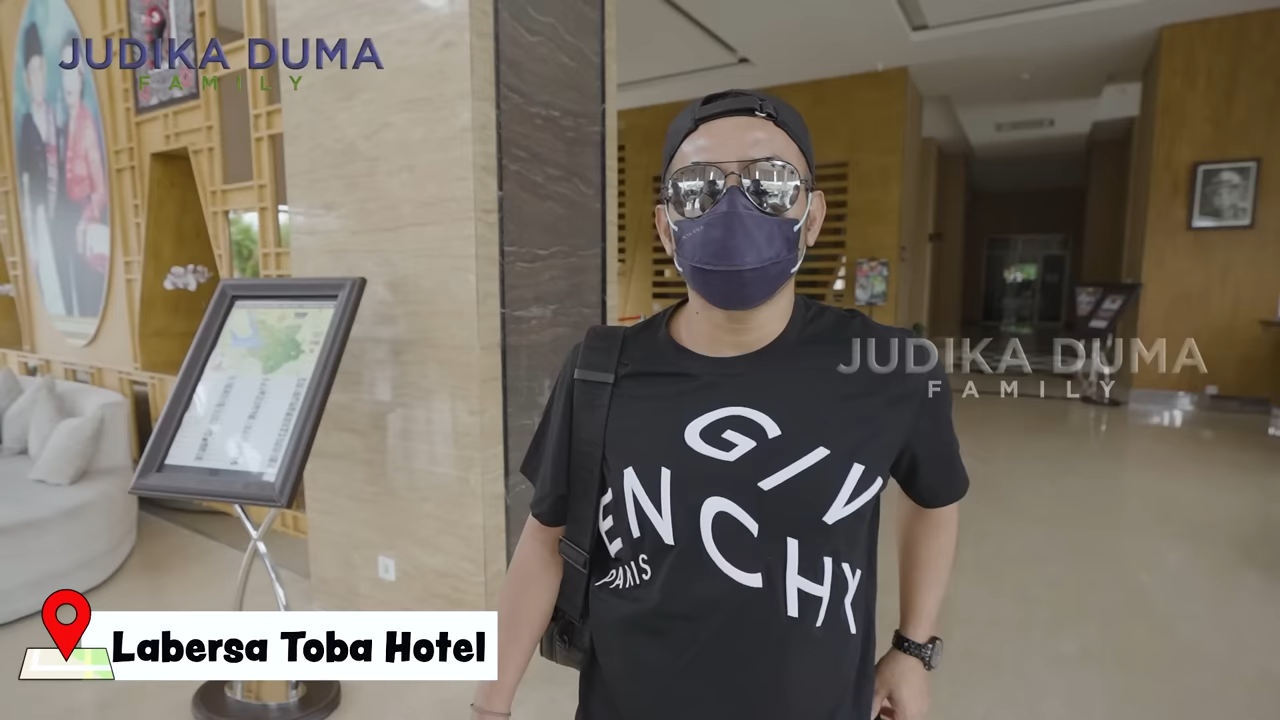 JUDIKA DUMA
FAMILY
JUDIKA DUMA
FAMILY
GIV
ENCHY
PARIS
Labersa Toba Hotel